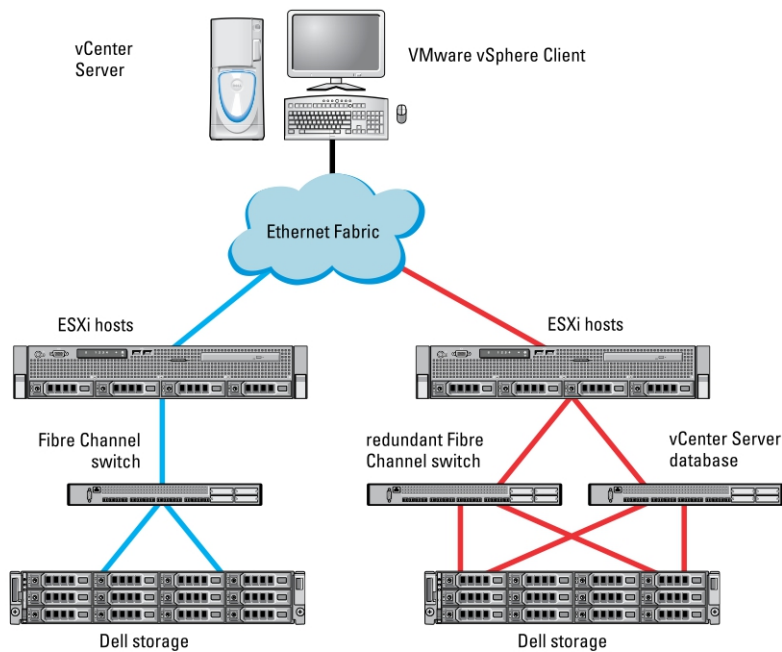 vCenter
Server
VMware vSphere Client
Ethernet Fabric
ESXi hosts
ESXi hosts
Fibre Channel
switch
redundant Fibre
Channel switch
vCenter Server
database
Dell storage
Dell storage